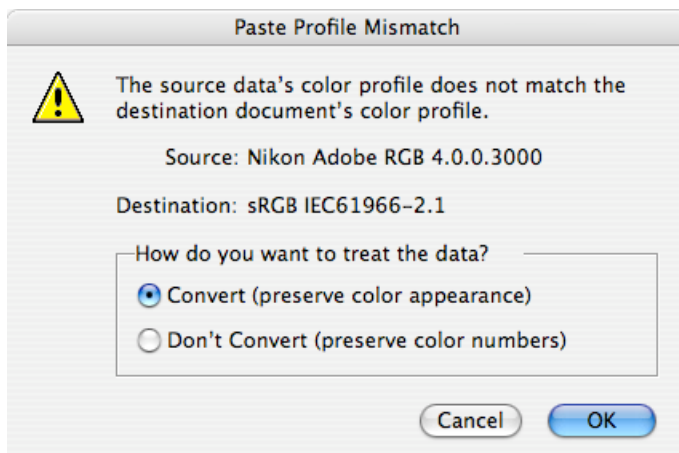 Paste Profile Mismatch
The source data's color profile does not match the
destination document's color profile.
Source: Nikon Adobe RGB 4.0.0.3000
Destination: sRGB IEC61966-2.1
How do you want to treat the data?
Convert (preserve color appearance)
Don't Convert (preserve color numbers)
Cancel OK